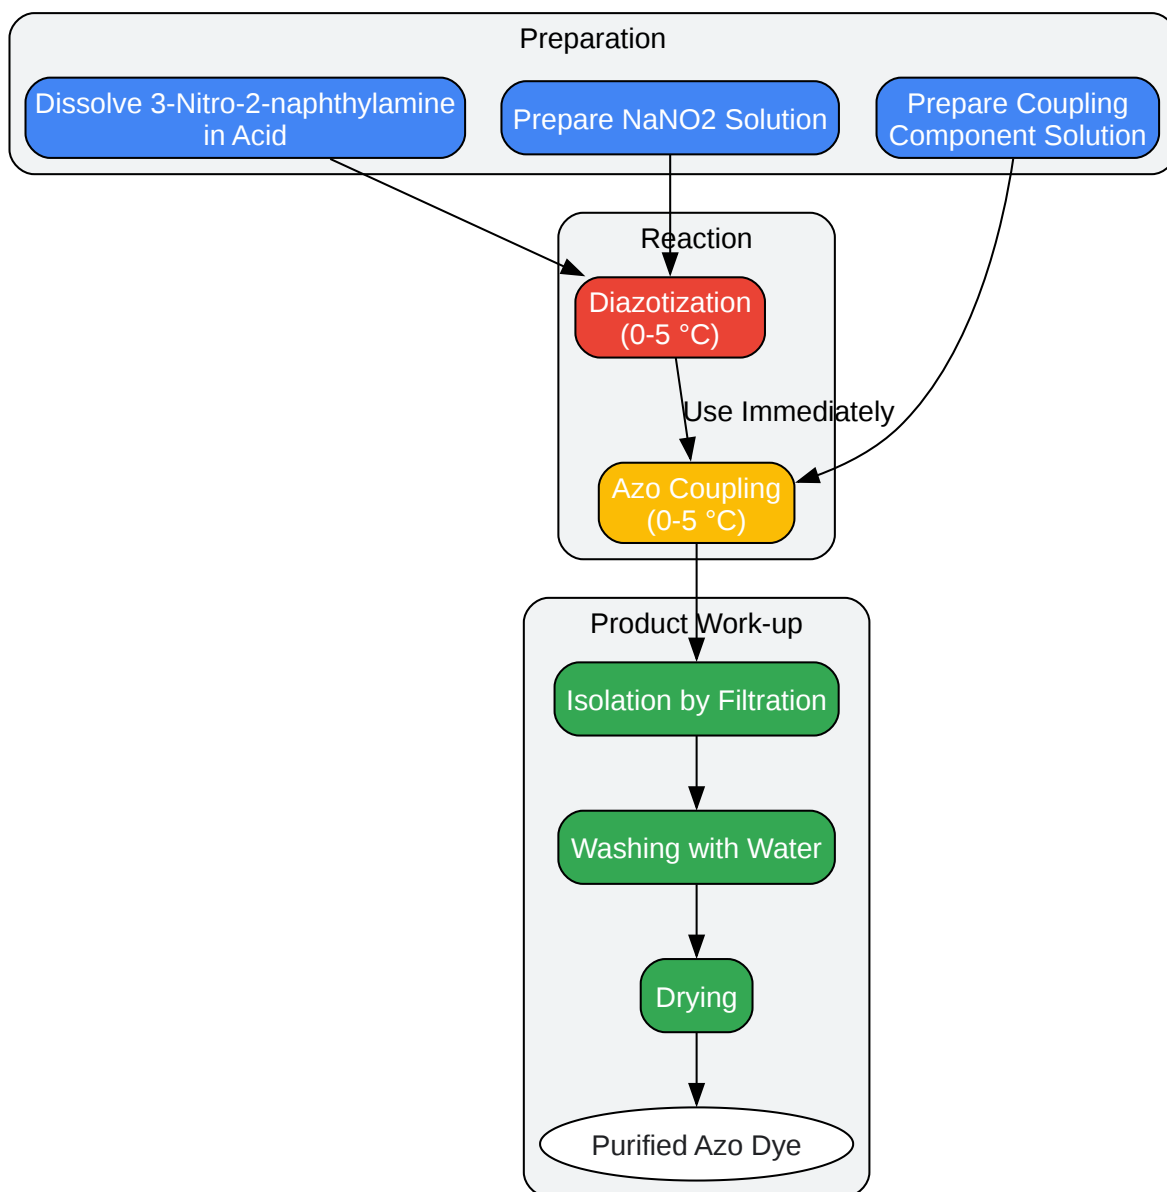 Preparation
Dissolve 3-Nitro-2-naphthylamine
in Acid
Prepare NaNO2 Solution
Prepare Coupling
Component Solution
Reaction
Diazotization
(0-5 °C)
Use Immediately
Azo Coupling
(0-5 °C)
Product Work-up
Isolation by Filtration
Washing with Water
Drying
Purified Azo Dye